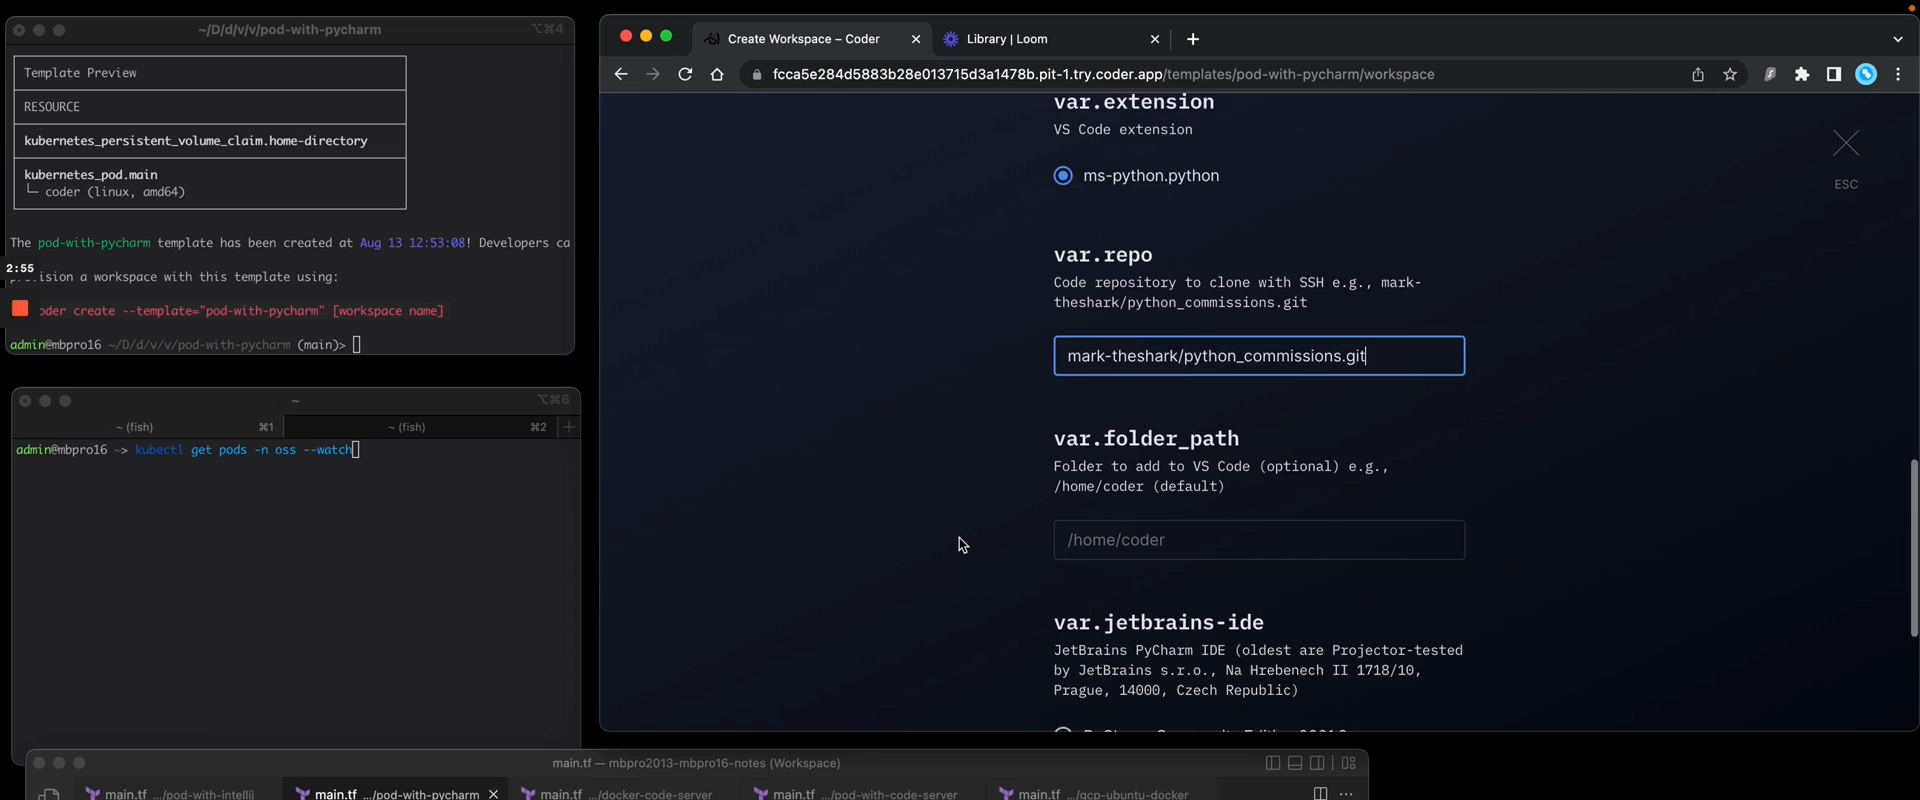 ~/D/d/v/v/pod-with-pycharm
⌥⌘4
Template Preview
RESOURCE
kubernetes_persistent_volume_claim.home-directory
kubernetes_pod.main
└─ coder (linux, amd64)
The pod-with-pycharm template has been created at Aug 13 12:53:08! Developers ca
2:55
ision a workspace with this template using:
oder create --template="pod-with-pycharm" [workspace name]
admin@mbpro16 ~/D/d/v/v/pod-with-pycharm (main)>
~
⌥⌘6
~ (fish) ⌘1
~ (fish) ⌘2
admin@mbpro16 ~> kubectl get pods -n oss --watch
Create Workspace – Coder
Library | Loom
fcca5e284d5883b28e013715d3a1478b.pit-1.try.coder.app/templates/pod-with-pycharm/workspace
var.extension
VS Code extension
ms-python.python
ESC
var.repo
Code repository to clone with SSH e.g., mark-
theshark/python_commissions.git
mark-theshark/python_commissions.git
var.folder_path
Folder to add to VS Code (optional) e.g.,
/home/coder (default)
/home/coder
var.jetbrains-ide
JetBrains PyCharm IDE (oldest are Projector-tested
by JetBrains s.r.o., Na Hrebenech II 1718/10,
Prague, 14000, Czech Republic)
main.tf — mbpro2013-mbpro16-notes (Workspace)
main.tf .../pod-with-intellij
main.tf .../pod-with-pycharm
main.tf .../docker-code-server
main.tf .../pod-with-code-server
main.tf .../gcp-ubuntu-docker